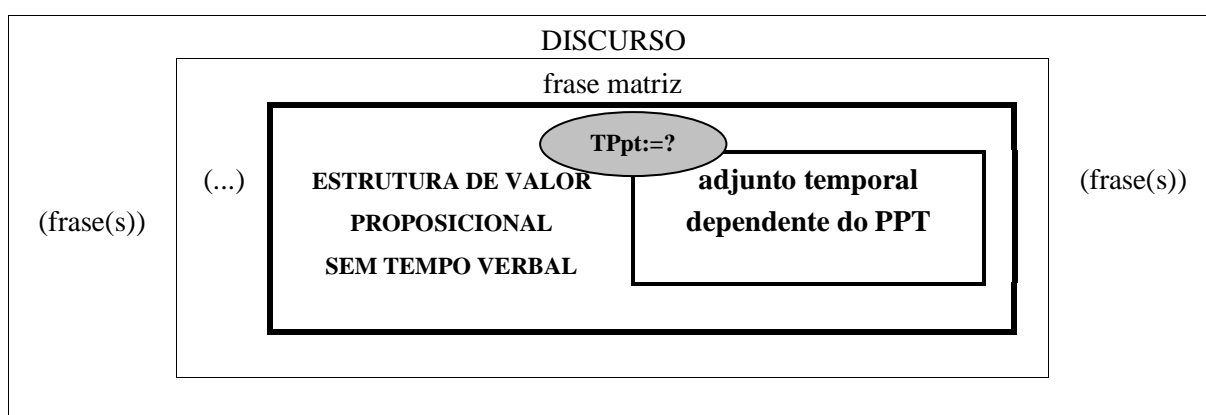 DISCURSO
frase matriz
TPpt:=?
(...)
ESTRUTURA DE VALOR
PROPOSICIONAL
SEM TEMPO VERBAL
adjunto temporal
dependente do PPT
(frase(s))
(frase(s))